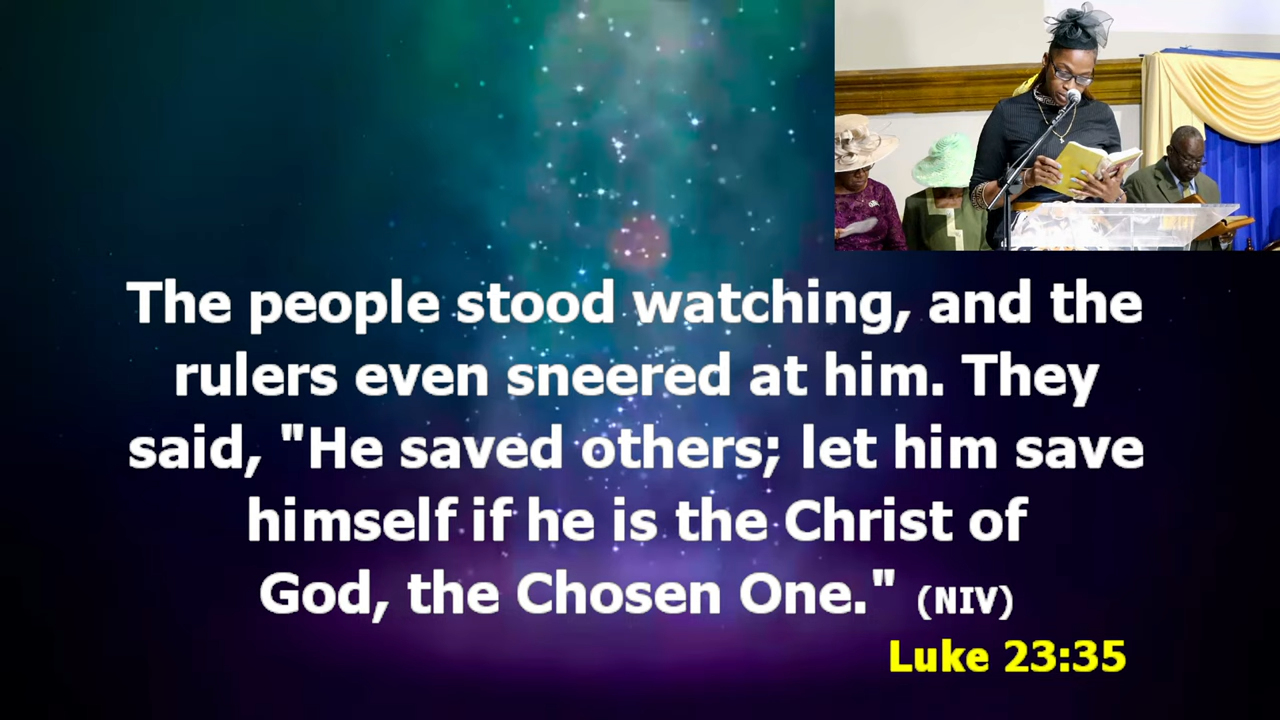 The people stood watching, and the
rulers even sneered at him. They
said, "He saved others; let him save
himself if he is the Christ of
God, the Chosen One." (NIV)
Luke 23:35